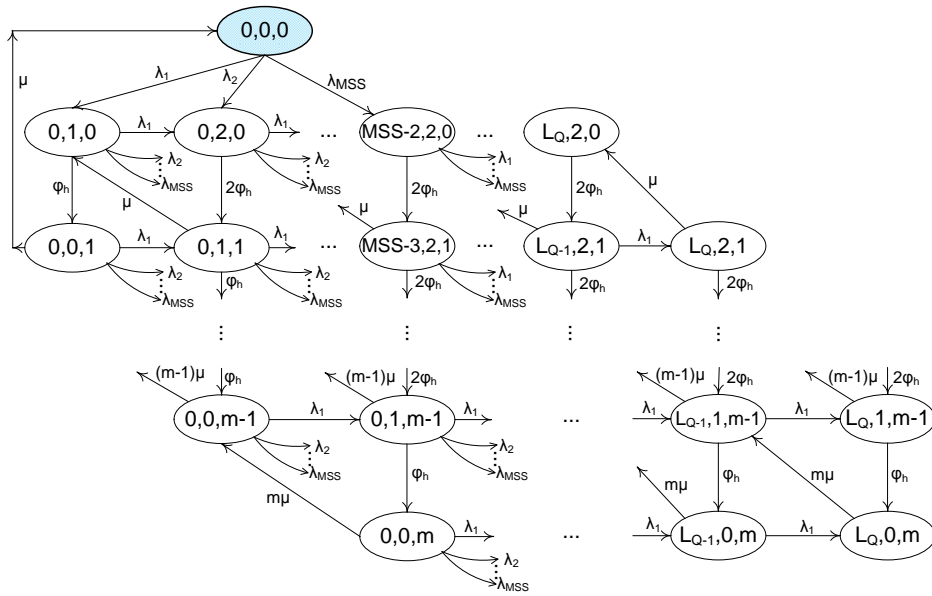 0,0,0
μ
λ1 λ2 λMSS
0,1,0 λ1 0,2,0 λ1 ... MSS-2,2,0 ... LQ,2,0
λ2 λ2 λ1
λMSS λMSS λMSS
φh μ 2φh 2φh 2φh μ
μ μ
0,0,1 λ1 0,1,1 λ1 ... MSS-3,2,1 ... LQ-1,2,1 λ1 LQ,2,1
λ2 λ2 λ1
λMSS φh λMSS 2φh λMSS 2φh 2φh
... ... ... ...
(m-1)μ φh (m-1)μ 2φh (m-1)μ 2φh (m-1)μ 2φh
0,0,m-1 λ1 0,1,m-1 λ1 ... λ1 LQ-1,1,m-1 λ1 LQ,1,m-1
λ2 λ2
λMSS λMSS
mμ φh mμ φh mμ φh
0,0,m λ1 ... λ1 LQ-1,0,m λ1 LQ,0,m
λ2
λMSS